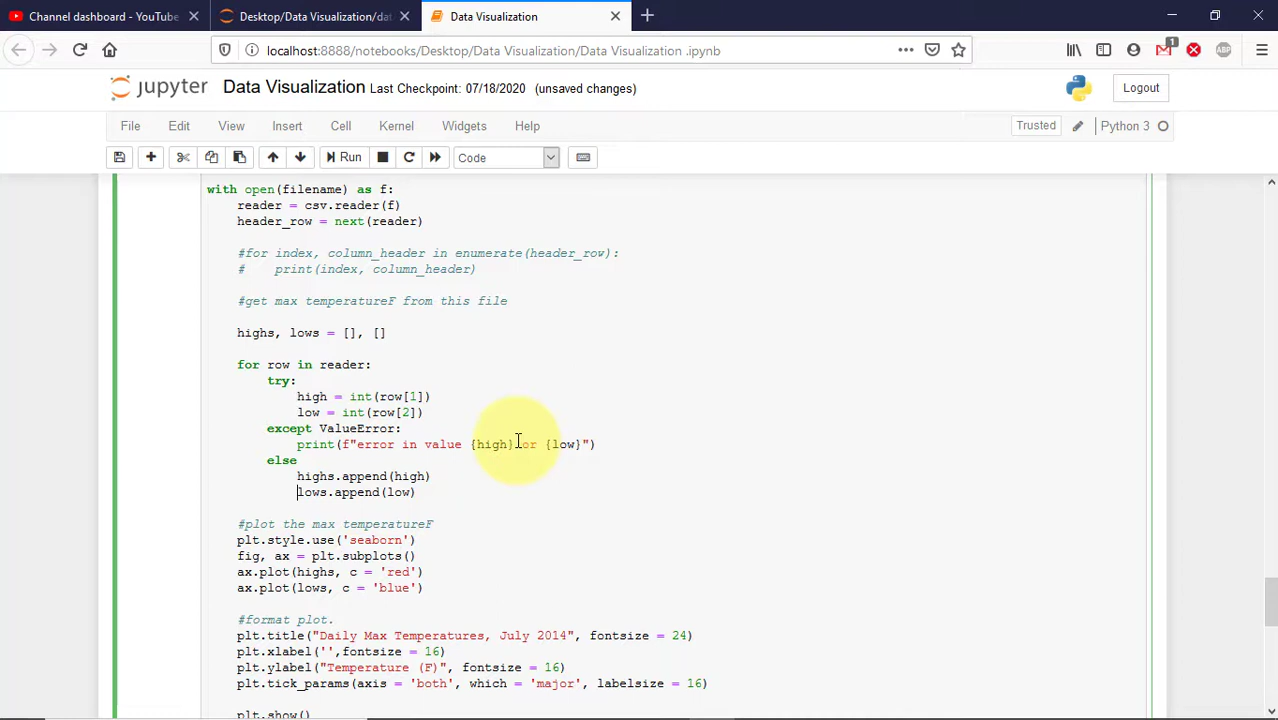 Channel dashboard - YouTube
Desktop/Data Visualization/dat
Data Visualization
localhost:8888/notebooks/Desktop/Data Visualization/Data Visualization .ipynb
1
ABP
jupyter
Data Visualization Last Checkpoint: 07/18/2020 (unsaved changes)
Logout
File Edit View Insert Cell Kernel Widgets Help
Trusted
Python 3
Run
Code
with open(filename) as f:
reader = csv.reader(f)
header_row = next(reader)
#for index, column_header in enumerate(header_row):
# print(index, column_header)
#get max temperatureF from this file
highs, lows = [], []
for row in reader:
try:
high = int(row[1])
low = int(row[2])
except ValueError:
print(f"error in value {high} or {low}")
else
highs.append(high)
lows.append(low)
#plot the max temperatureF
plt.style.use('seaborn')
fig, ax = plt.subplots()
ax.plot(highs, c = 'red')
ax.plot(lows, c = 'blue')
#format plot.
plt.title("Daily Max Temperatures, July 2014", fontsize = 24)
plt.xlabel('',fontsize = 16)
plt.ylabel("Temperature (F)", fontsize = 16)
plt.tick_params(axis = 'both', which = 'major', labelsize = 16)
plt.show()